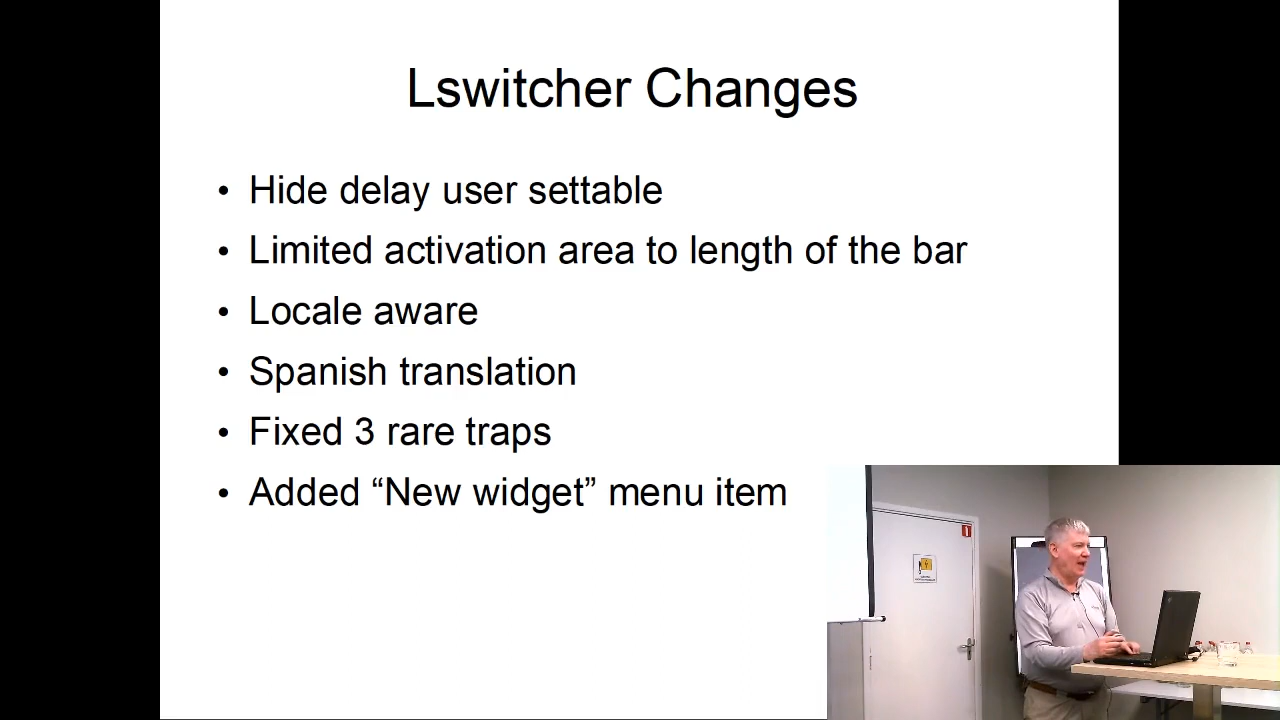 Lswitcher Changes
• Hide delay user settable
• Limited activation area to length of the bar
• Locale aware
• Spanish translation
• Fixed 3 rare traps
• Added “New widget” menu item